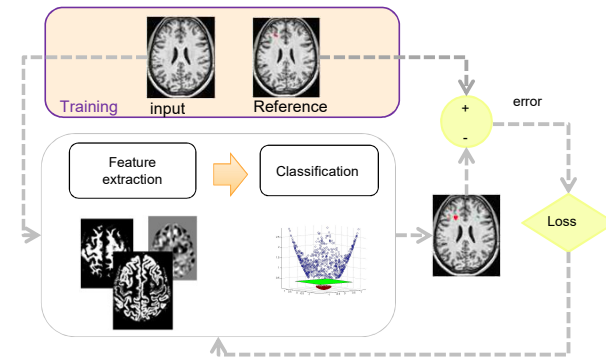 Training
input
Reference
+
-
error
Feature
extraction
Classification
Loss